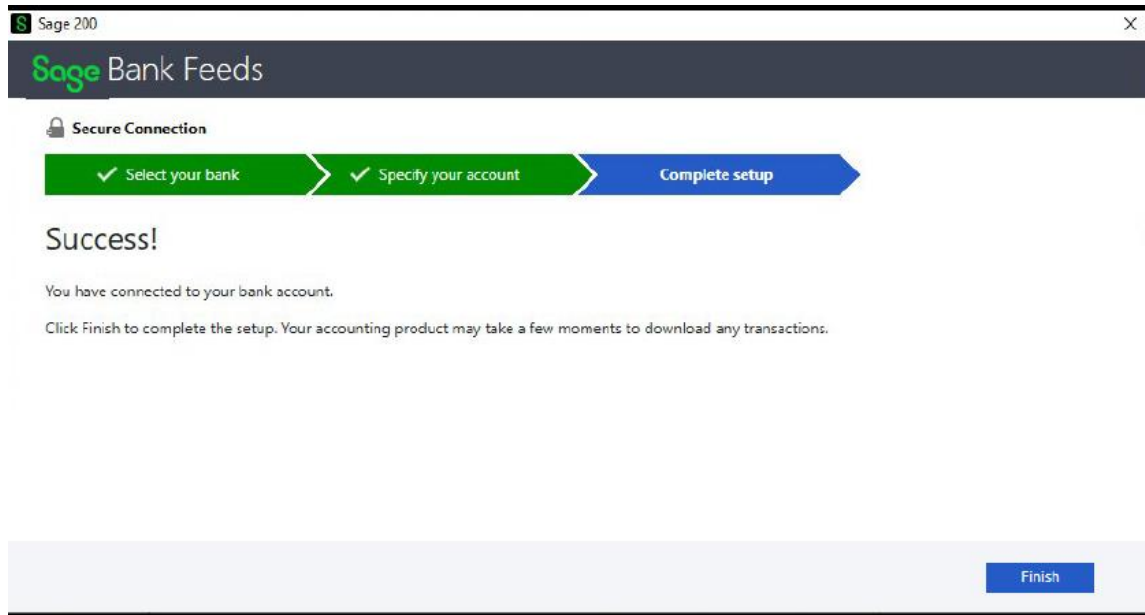 Sage 200
Sage Bank Feeds
Secure Connection
Select your bank
Specify your account
Complete setup
Success!
You have connected to your bank account.
Click Finish to complete the setup. Your accounting product may take a few moments to download any transactions.
Finish